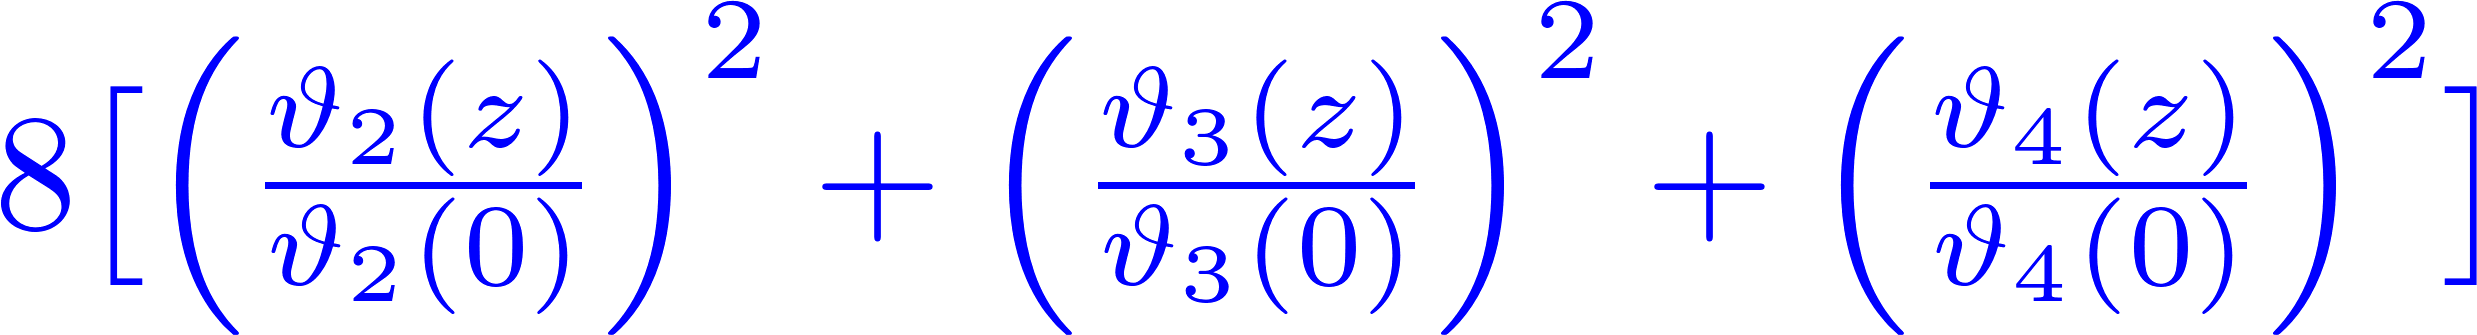 8[(ϑ₂(z)/ϑ₂(0))² + (ϑ₃(z)/ϑ₃(0))² + (ϑ₄(z)/ϑ₄(0))²]